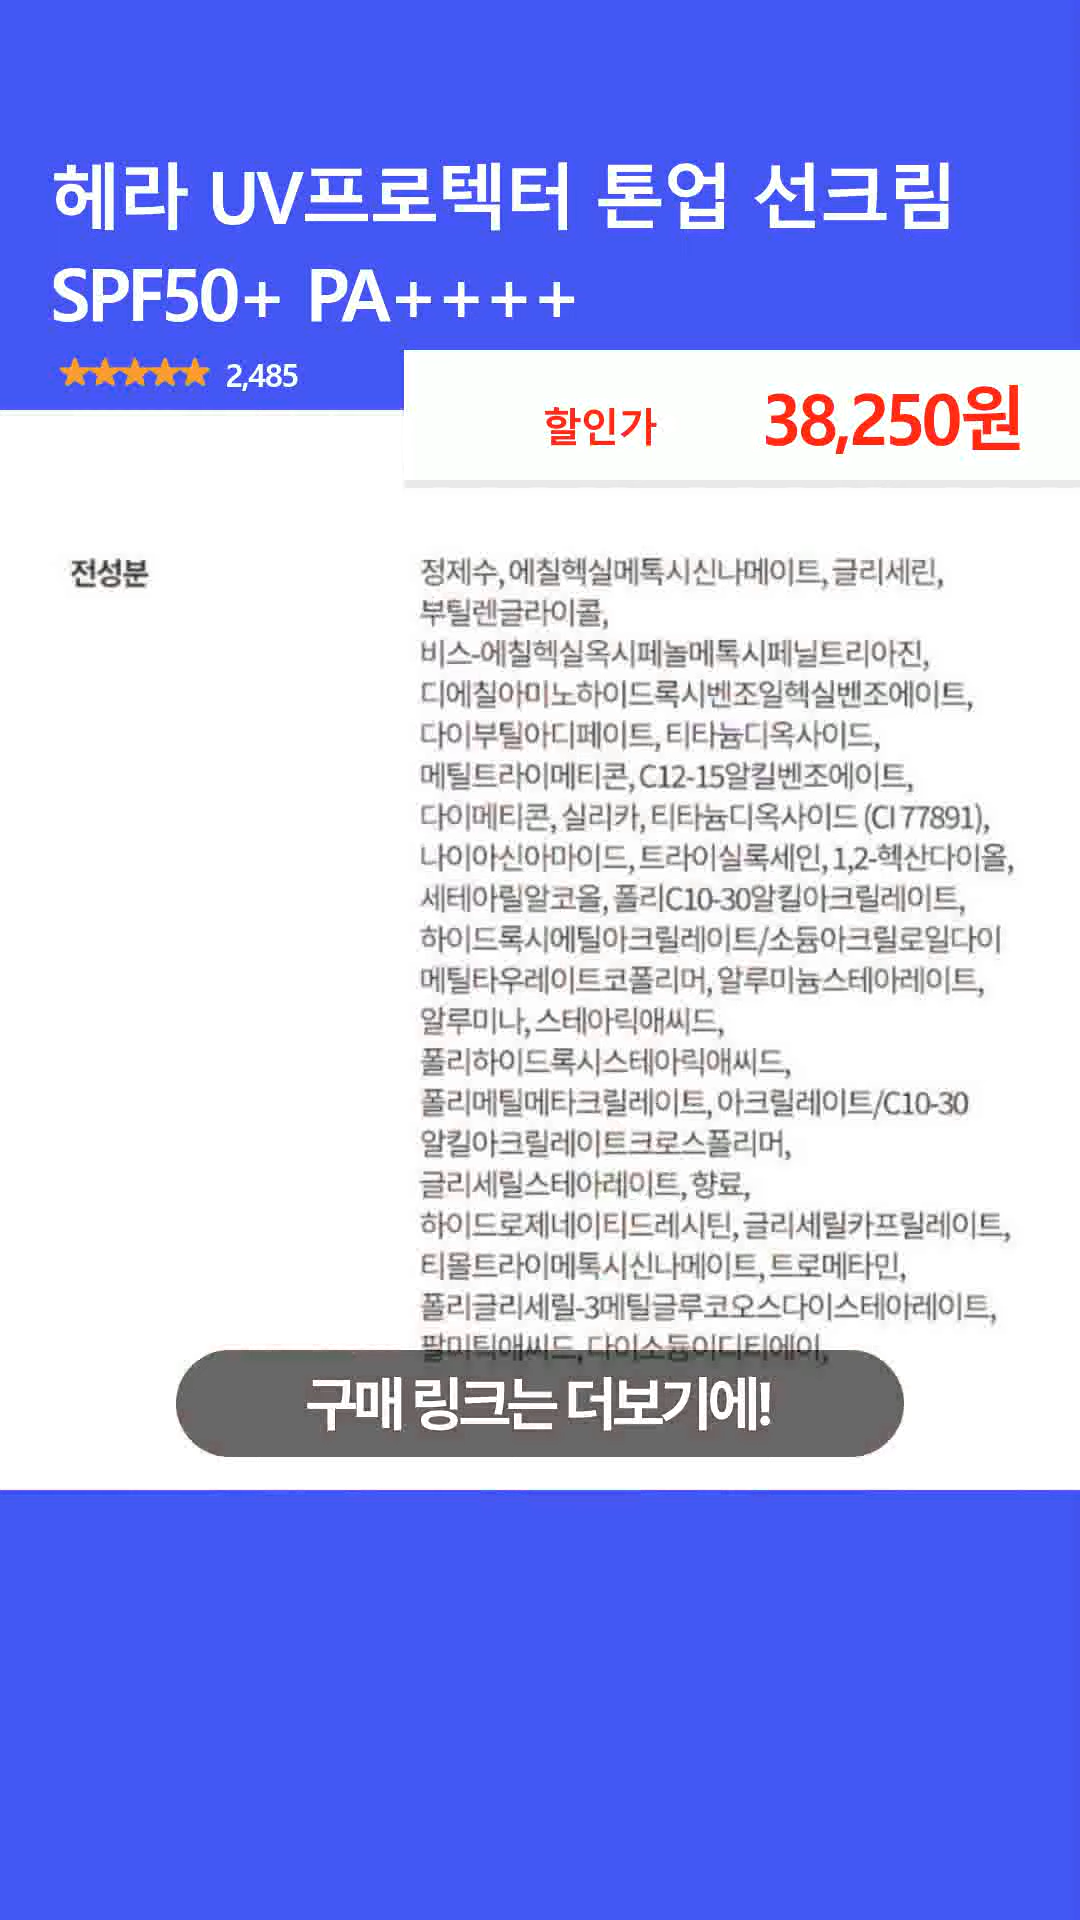 헤라 UV프로텍터 톤업 선크림
SPF50+ PA++++
2,485
할인가 38,250원
전성분
정제수, 에칠헥실메톡시신나메이트, 글리세린,
부틸렌글라이콜,
비스-에칠헥실옥시페놀메톡시페닐트리아진,
디에칠아미노하이드록시벤조일헥실벤조에이트,
다이부틸아디페이트, 티타늄디옥사이드,
메틸트라이메티콘, C12-15알킬벤조에이트,
다이메티콘, 실리카, 티타늄디옥사이드 (CI 77891),
나이아신아마이드, 트라이실록세인, 1,2-헥산다이올,
세테아릴알코올, 폴리C10-30알킬아크릴레이트,
하이드록시에틸아크릴레이트/소듐아크릴로일다이
메틸타우레이트코폴리머, 알루미늄스테아레이트,
알루미나, 스테아릭애씨드,
폴리하이드록시스테아릭애씨드,
폴리메틸메타크릴레이트, 아크릴레이트/C10-30
알킬아크릴레이트크로스폴리머,
글리세릴스테아레이트, 향료,
하이드로제네이티드레시틴, 글리세릴카프릴레이트,
티몰트라이메톡시신나메이트, 트로메타민,
폴리글리세릴-3메틸글루코오스다이스테아레이트,
팔미틱애씨드, 다이소듐이디티에이,
구매 링크는 더보기에!